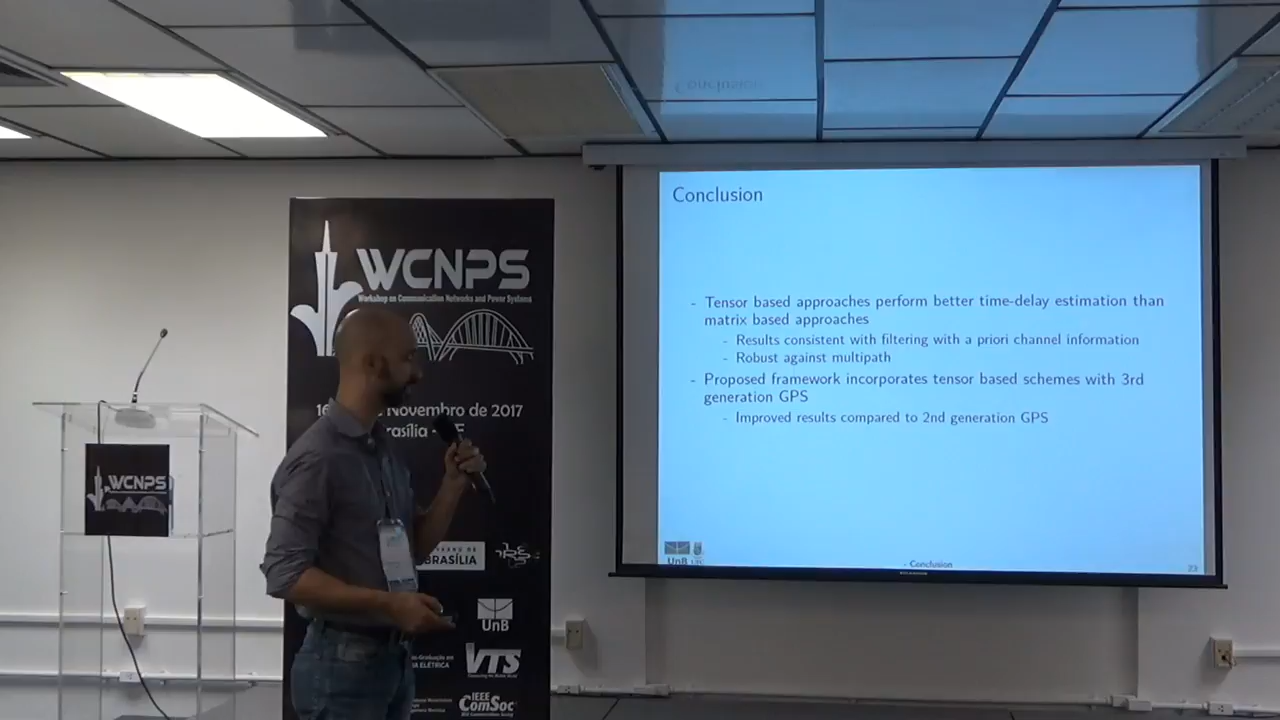 Conclusion
- Tensor based approaches perform better time-delay estimation than
matrix based approaches
- Results consistent with filtering with a priori channel information
- Robust against multipath
- Proposed framework incorporates tensor based schemes with 3rd
generation GPS
- Improved results compared to 2nd generation GPS
UnB
- Conclusion
23
WCNPS
Workshop on Communication Networks and Power Systems
Novembro de 2017
BRASÍLIA
UnB
VTS
IEEE
ComSoc
WCNPS